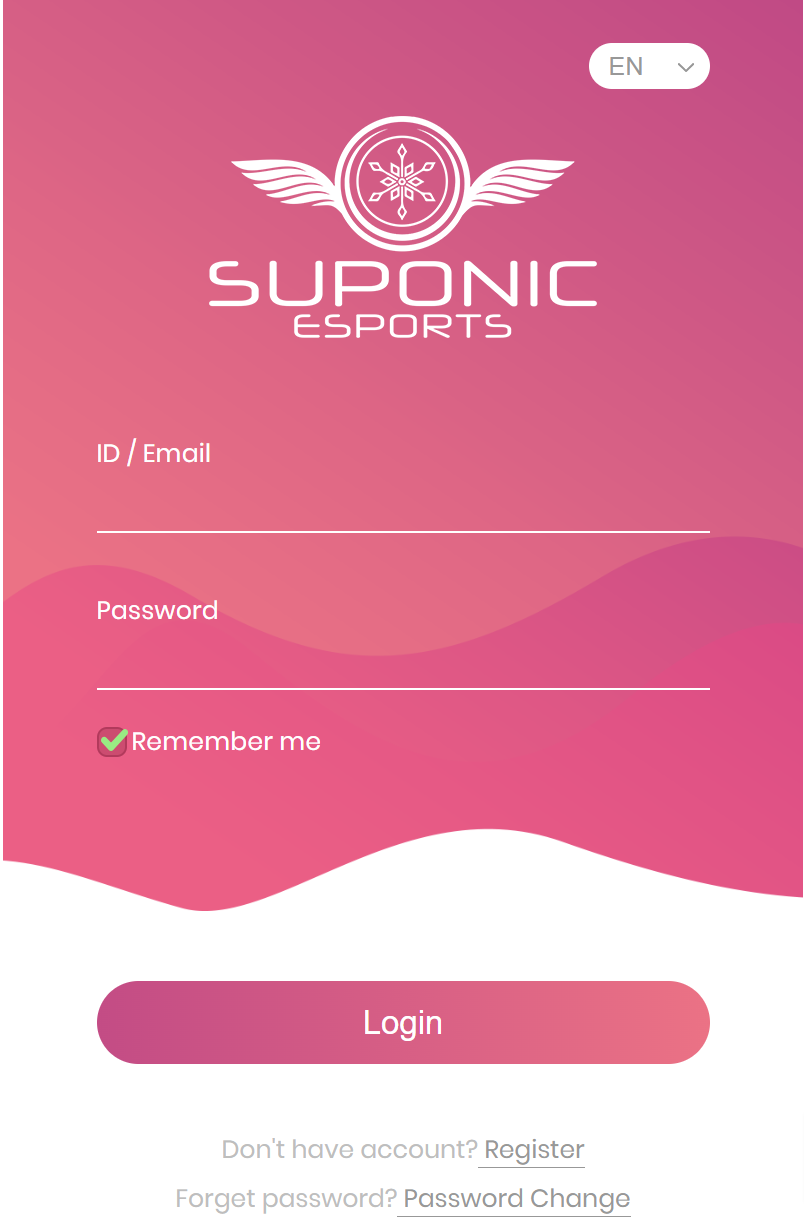 EN
SUPONIC
ESPORTS
ID / Email
Password
Remember me
Login
Don't have account? Register
Forget password? Password Change